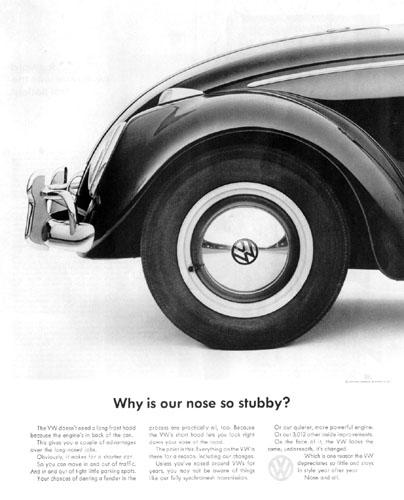 VW
Why is our nose so stubby?
The VW doesn't need a long front hood
because the engine's in back of the car.
This gives you a couple of advantages
over the long-nosed jobs.
Obviously, it makes for a shorter car.
So you can move in and out of traffic.
And in and out of tight little parking spots.
Your chances of denting a fender in the
process are practically nil, too. Because
the VW's short hood lets you look right
down your nose at the road.
The point is this: Everything on the VW is
there for a reason, including our changes.
Unless you've nosed around VWs for
years, you may not be aware of things
like our fully synchromesh transmission.
Or our quieter, more powerful engine.
Or our 3,012 other inside improvements.
On the face of it, the VW looks the
same; underneath, it's changed.
Which is one reason the VW
depreciates so little and stays
in style year after year.
Nose and all.
VW